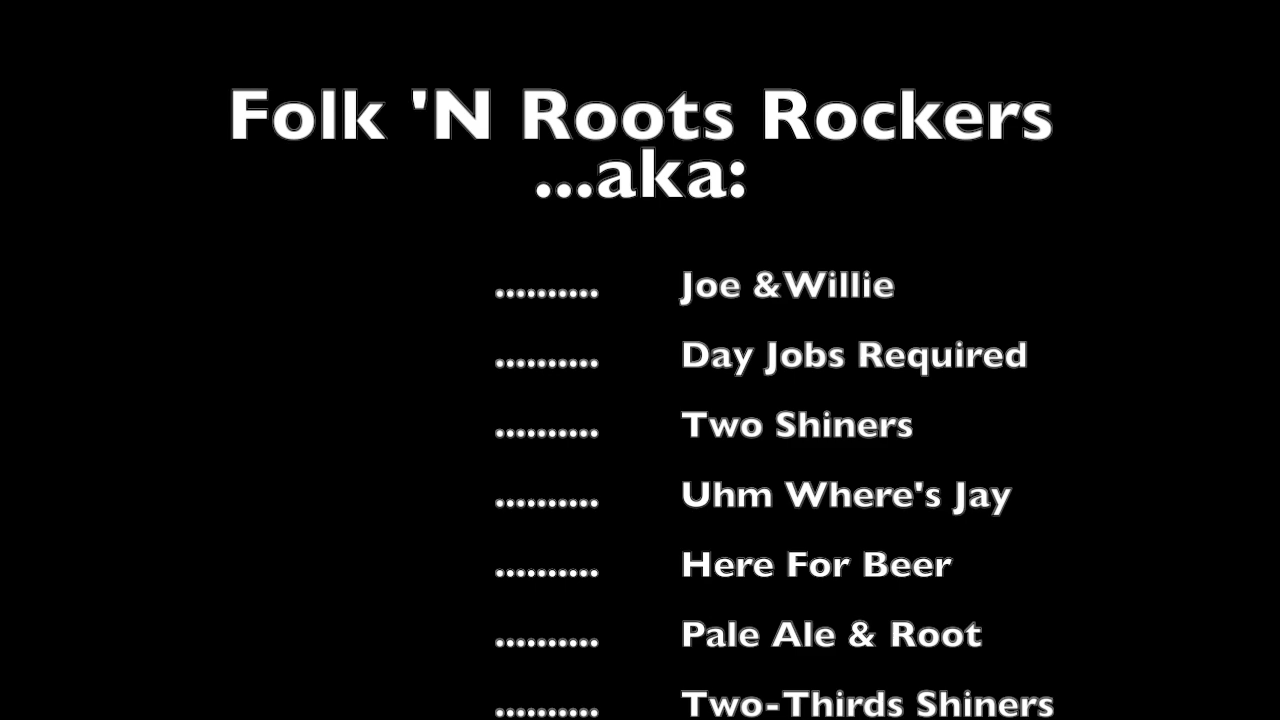 Folk 'N Roots Rockers
...aka:
.......... Joe &Willie
.......... Day Jobs Required
.......... Two Shiners
.......... Uhm Where's Jay
.......... Here For Beer
.......... Pale Ale & Root
.......... Two-Thirds Shiners